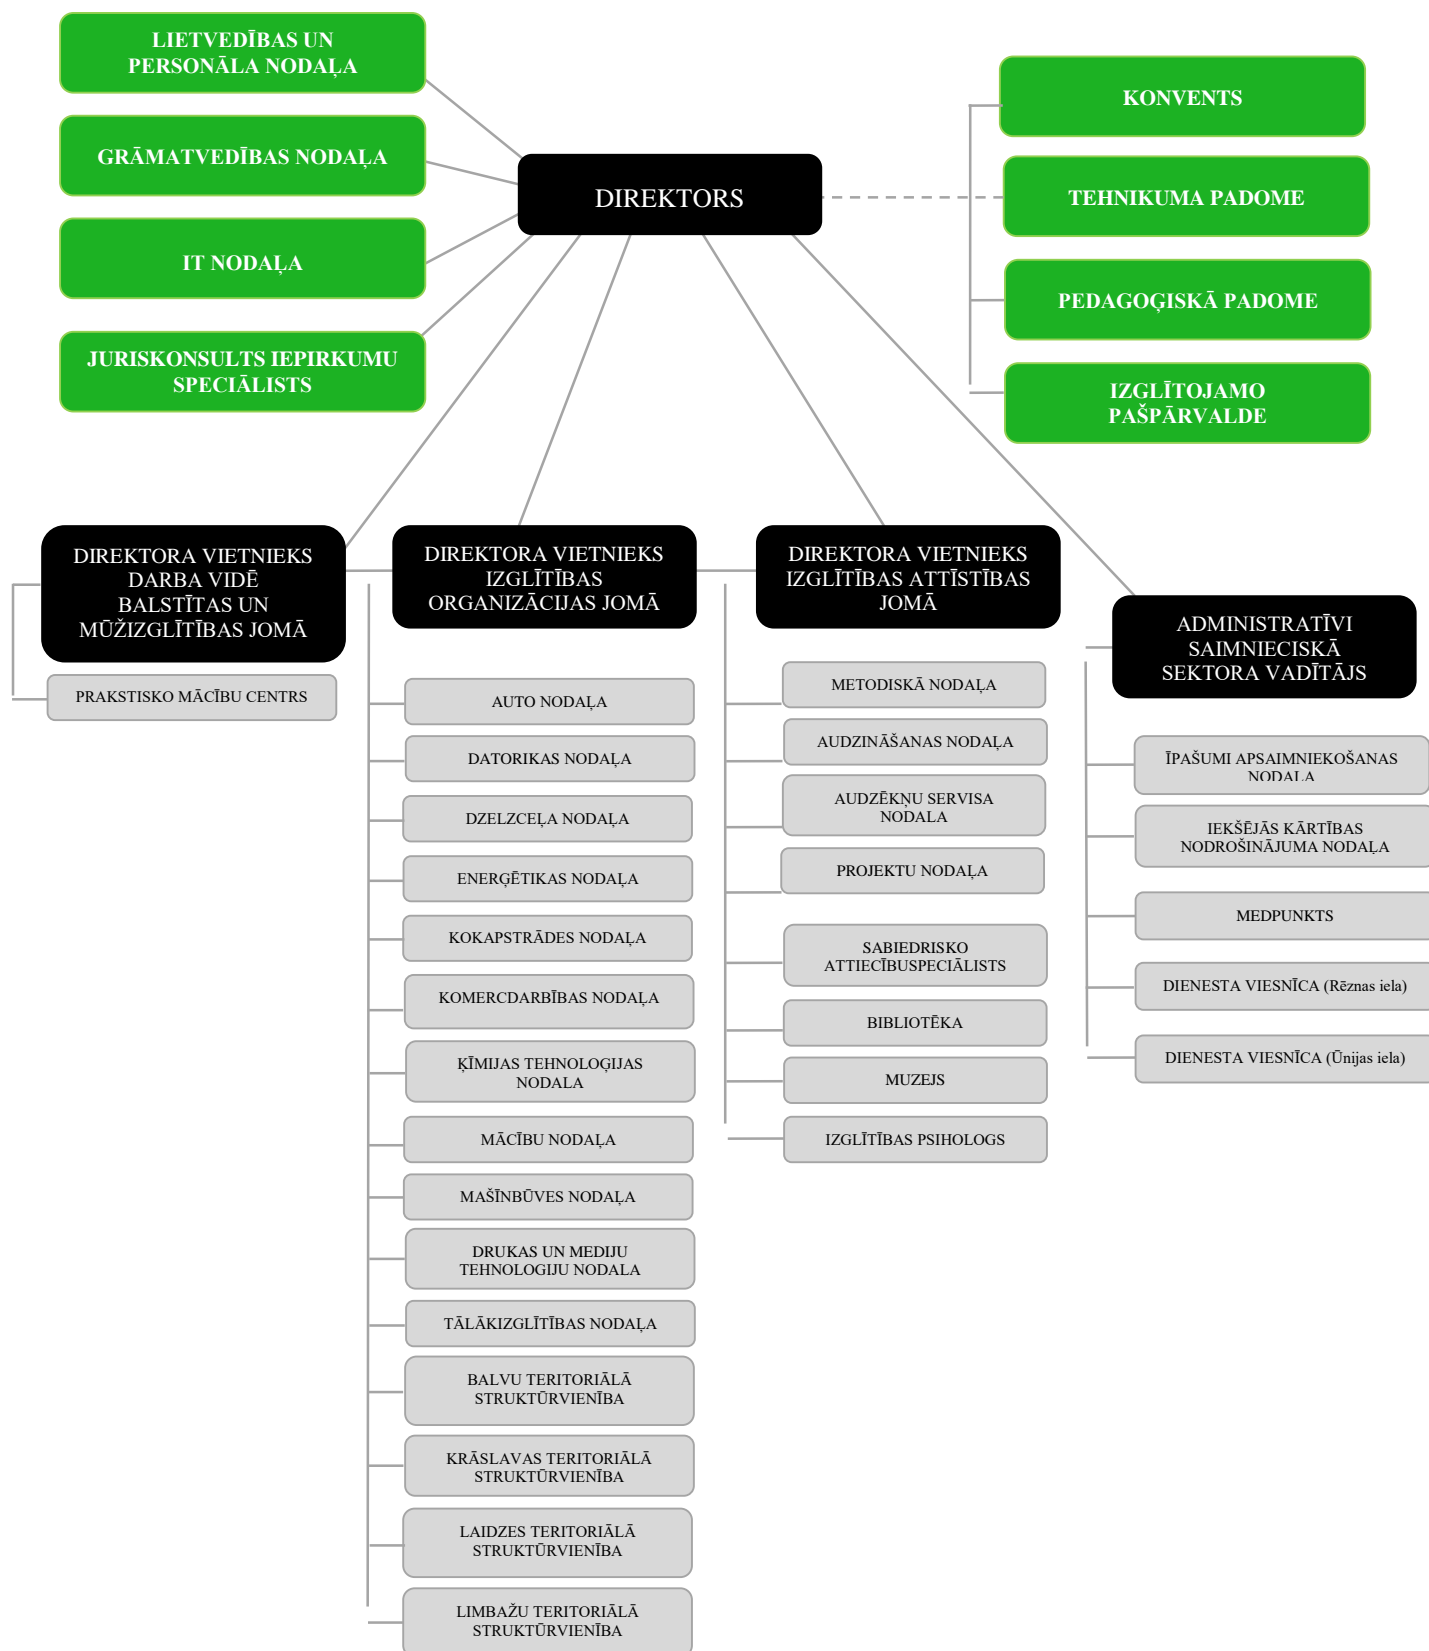 LIETVEDĪBAS UN
PERSONĀLA NODAĻA
GRĀMATVEDĪBAS NODAĻA
IT NODAĻA
JURISKONSULTS IEPIRKUMU
SPECIĀLISTS
DIREKTORS
KONVENTS
TEHNIKUMA PADOME
PEDAGOĢISKĀ PADOME
IZGLĪTOJAMO
PAŠPĀRVALDE
DIREKTORA VIETNIEKS
DARBA VIDĒ
BALSTĪTAS UN
MŪŽIZGLĪTĪBAS JOMĀ
PRAKSTISKO MĀCĪBU CENTRS
DIREKTORA VIETNIEKS
IZGLĪTĪBAS
ORGANIZĀCIJAS JOMĀ
AUTO NODAĻA
DATORIKAS NODAĻA
DZELZCEĻA NODAĻA
ENERĢĒTIKAS NODAĻA
KOKAPSTRĀDES NODAĻA
KOMERCDARBĪBAS NODAĻA
ĶĪMIJAS TEHNOLOĢIJAS
NODALA
MĀCĪBU NODAĻA
MAŠĪNBŪVES NODAĻA
DRUKAS UN MEDIJU
TEHNOLOGIJU NODALA
TĀLĀKIZGLĪTĪBAS NODAĻA
BALVU TERITORIĀLĀ
STRUKTŪRVIENĪBA
KRĀSLAVAS TERITORIĀLĀ
STRUKTŪRVIENĪBA
LAIDZES TERITORIĀLĀ
STRUKTŪRVIENĪBA
LIMBAŽU TERITORIĀLĀ
STRUKTŪRVIENĪBA
DIREKTORA VIETNIEKS
IZGLĪTĪBAS ATTĪSTĪBAS
JOMĀ
METODISKĀ NODAĻA
AUDZINĀŠANAS NODAĻA
AUDZĒKŅU SERVISA
NODALA
PROJEKTU NODAĻA
SABIEDRISKO
ATTIECĪBUSPECIĀLISTS
BIBLIOTĒKA
MUZEJS
IZGLĪTĪBAS PSIHOLOGS
ADMINISTRATĪVI
SAIMNIECISKĀ
SEKTORA VADĪTĀJS
ĪPAŠUMI APSAIMNIEKOŠANAS
NODALA
IEKŠĒJĀS KĀRTĪBAS
NODROŠINĀJUMA NODAĻA
MEDPUNKTS
DIENESTA VIESNĪCA (Rēznas iela)
DIENESTA VIESNĪCA (Ūnijas iela)